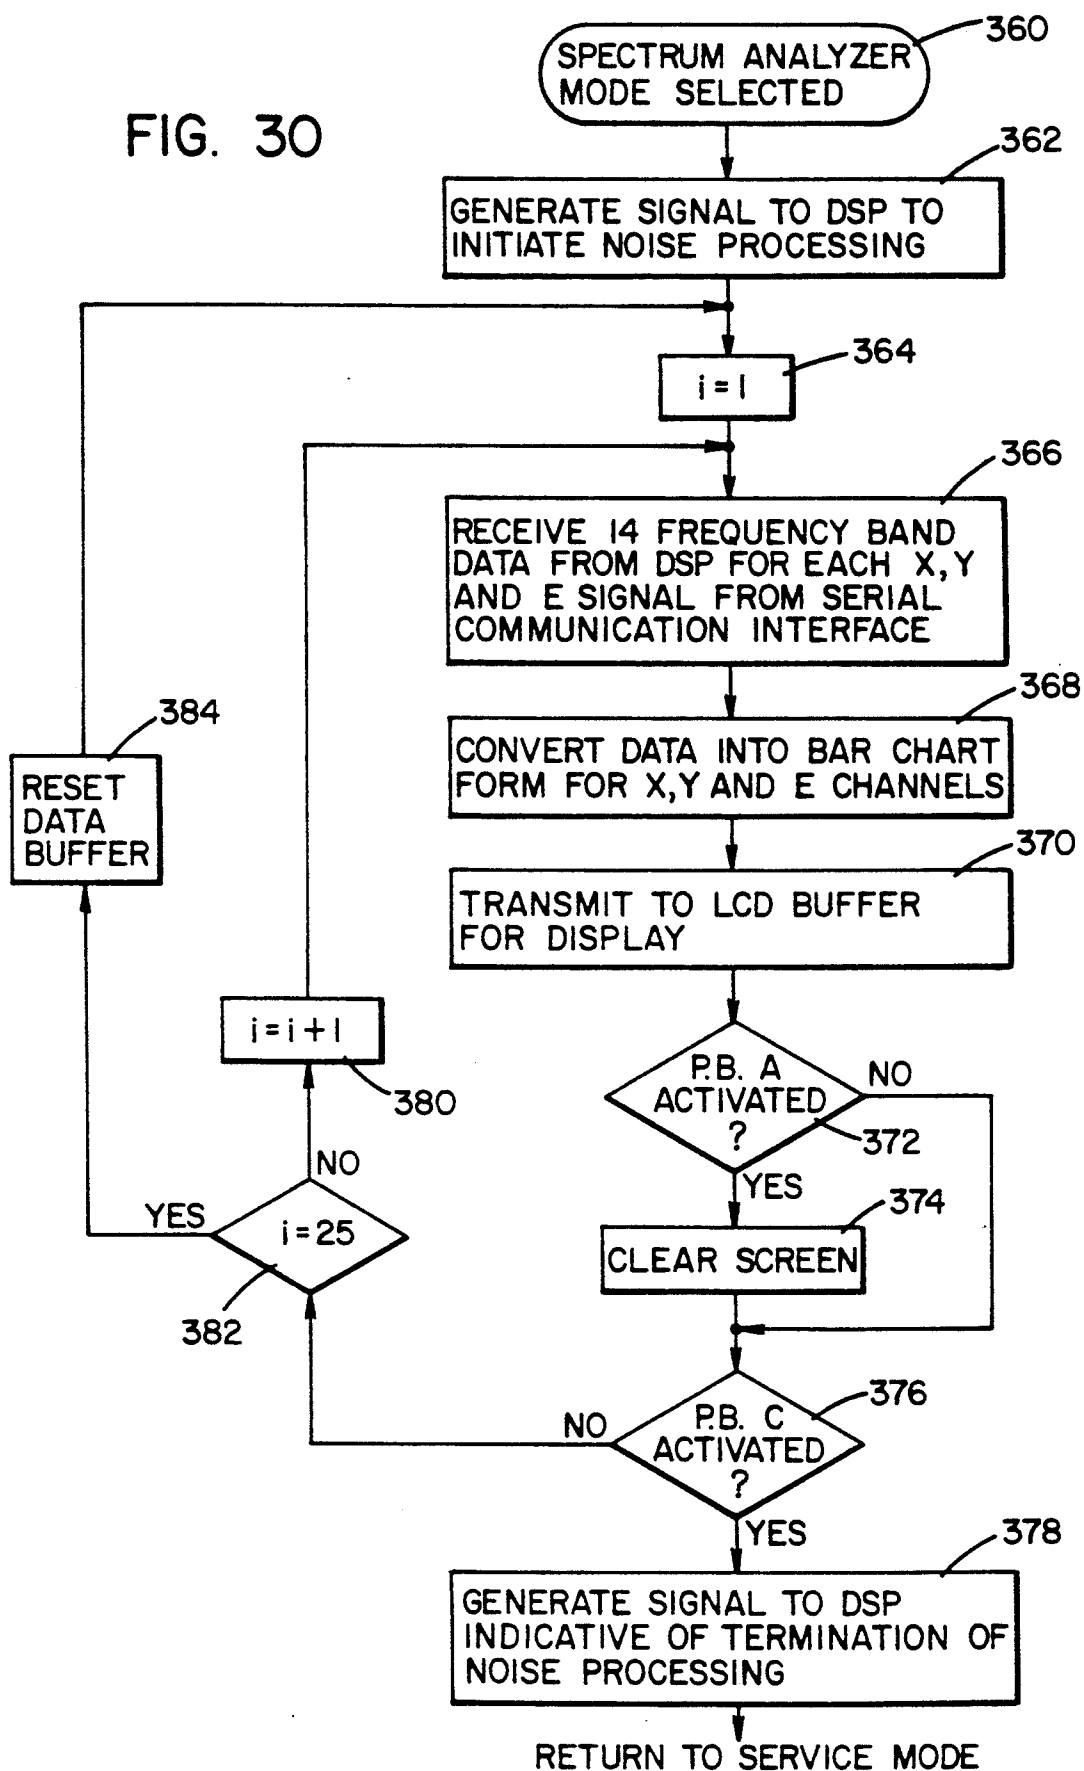 FIG. 30
360
SPECTRUM ANALYZER
MODE SELECTED
362
GENERATE SIGNAL TO DSP TO
INITIATE NOISE PROCESSING
364
i = 1
366
RECEIVE 14 FREQUENCY BAND
DATA FROM DSP FOR EACH X, Y
AND E SIGNAL FROM SERIAL
COMMUNICATION INTERFACE
368
CONVERT DATA INTO BAR CHART
FORM FOR X, Y AND E CHANNELS
370
TRANSMIT TO LCD BUFFER
FOR DISPLAY
P.B. A
ACTIVATED
?
372
NO
YES
374
CLEAR SCREEN
376
P.B. C
ACTIVATED
?
NO
YES
378
GENERATE SIGNAL TO DSP
INDICATIVE OF TERMINATION OF
NOISE PROCESSING
RETURN TO SERVICE MODE
i = 25
382
NO
YES
i = i + 1
380
384
RESET
DATA
BUFFER